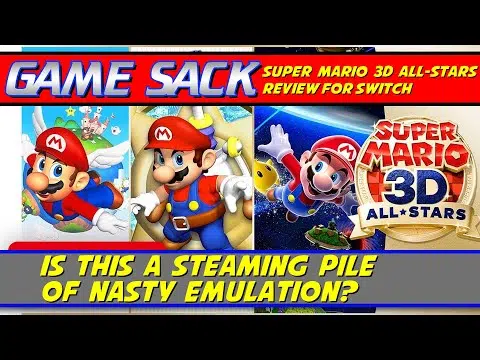 GAME SACK
SUPER MARIO 3D ALL-STARS
REVIEW FOR SWITCH
M
M
M
SUPER
MARIO
3D
ALL★STARS
IS THIS A STEAMING PILE
OF NASTY EMULATION?